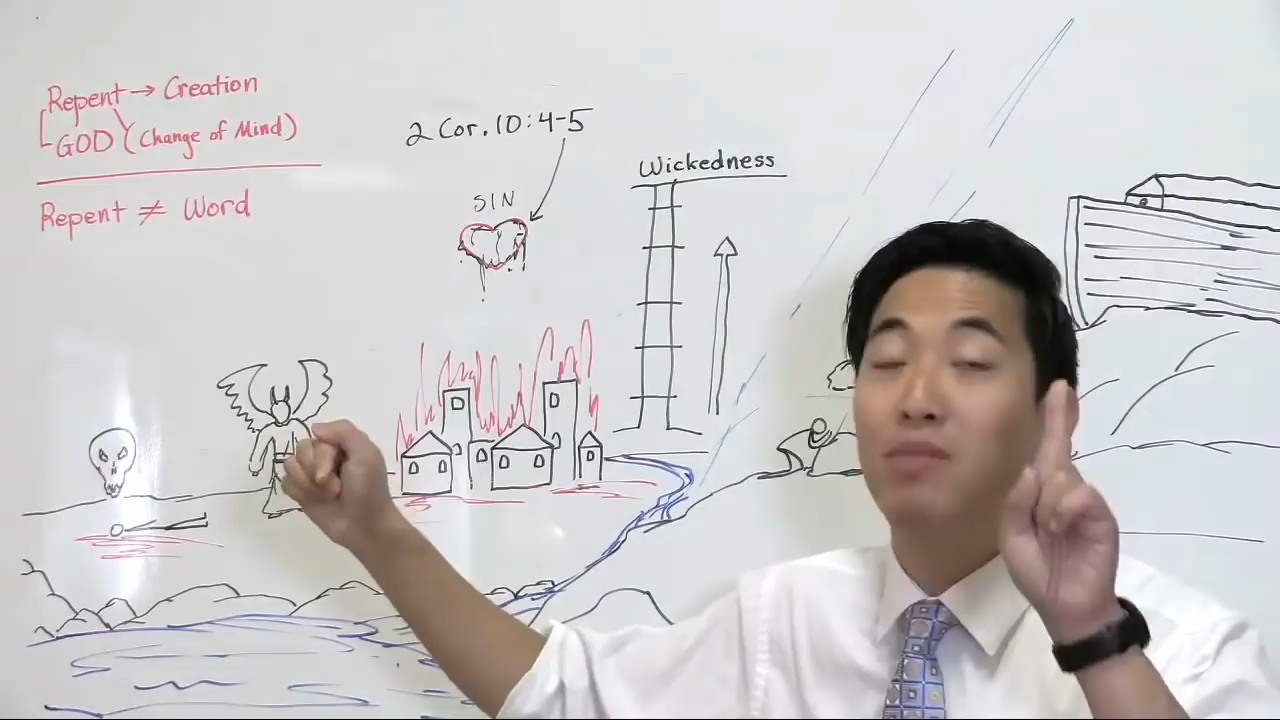 Repent → Creation
GOD (Change of Mind)
Repent ≠ Word
2 Cor. 10:4-5
SIN
Wickedness